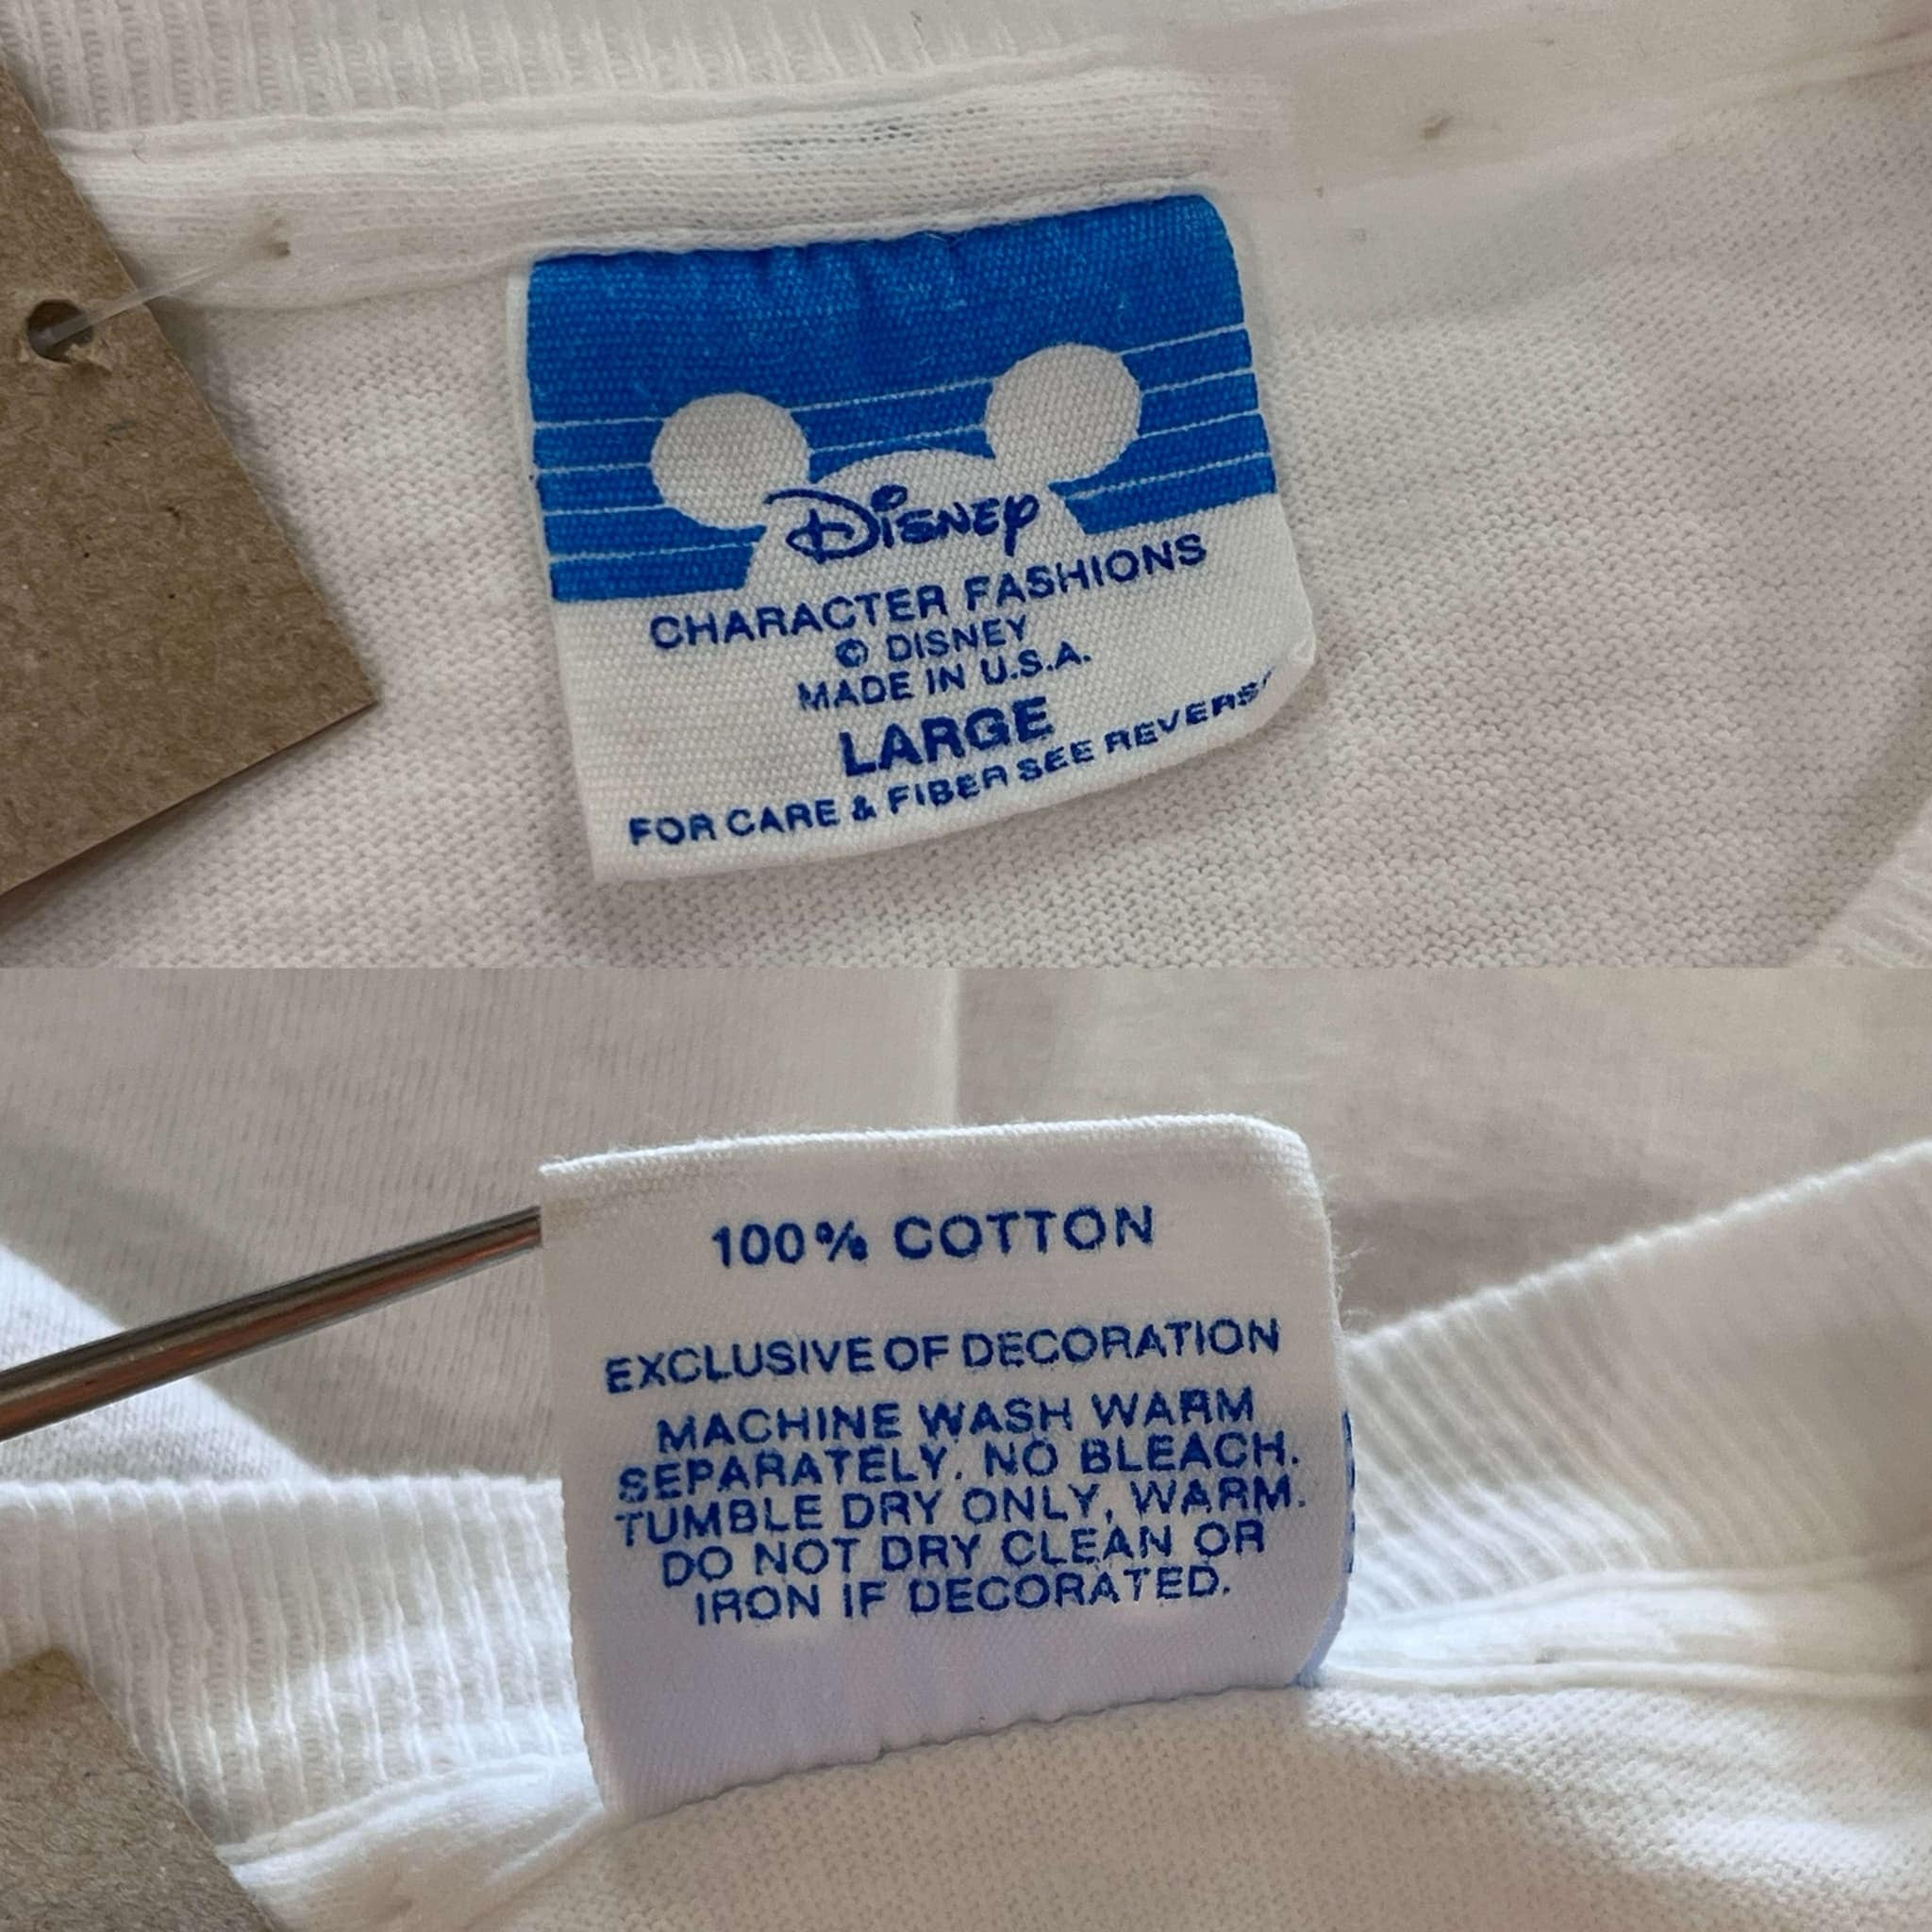 Disney
CHARACTER FASHIONS
© DISNEY
MADE IN U.S.A.
LARGE
FOR CARE & FIBER SEE REVERSE
100% COTTON
EXCLUSIVE OF DECORATION
MACHINE WASH WARM
SEPARATELY. NO BLEACH.
TUMBLE DRY ONLY, WARM.
DO NOT DRY CLEAN OR
IRON IF DECORATED.